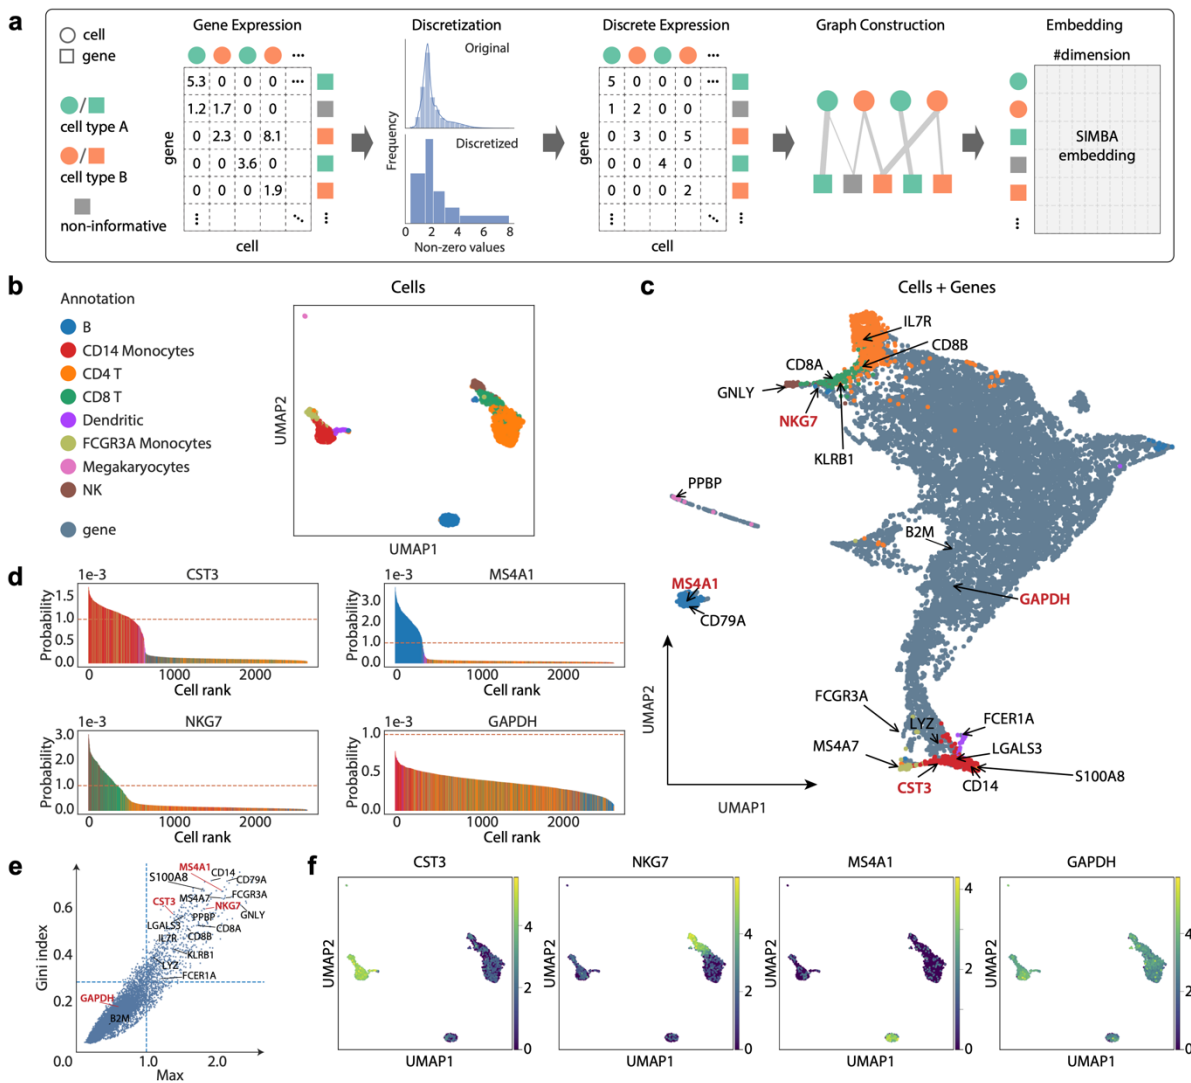 a
Gene Expression
Discretization
Discrete Expression
Graph Construction
Embedding
cell
gene
cell type A
cell type B
non-informative
gene
5.3 0 0 0 ...
1.2 1.7 0 0
0 2.3 0 8.1
0 0 3.6 0
0 0 0 1.9
cell
Original
Frequency
Discretized
0 2 4 6 8
Non-zero values
gene
5 0 0 0 ...
1 2 0 0
0 3 0 5
0 0 4 0
0 0 0 2
cell
#dimension
SIMBA
embedding
b
Annotation
B
CD14 Monocytes
CD4 T
CD8 T
Dendritic
FCGR3A Monocytes
Megakaryocytes
NK
gene
Cells
UMAP2
UMAP1
c
Cells + Genes
IL7R
CD8B
CD8A
GNLY
NKG7
KLRB1
PPBP
B2M
MS4A1
GAPDH
CD79A
FCGR3A
LYZ
FCER1A
MS4A7
LGALS3
CST3
CD14
S100A8
UMAP2
UMAP1
d
1e-3
CST3
Probability
1.5
1.0
0.5
0.0
0 1000 2000
Cell rank
1e-3
MS4A1
Probability
3.0
2.0
1.0
0.0
0 1000 2000
Cell rank
1e-3
NKG7
Probability
3.0
2.0
1.0
0.0
0 1000 2000
Cell rank
1e-3
GAPDH
Probability
1.0
0.5
0.0
0 1000 2000
Cell rank
e
Gini index
0.6
0.4
0.2
0.0
1.0
2.0
Max
MS4A1
CD14
S100A8
CD79A
MS4A7
FCGR3A
CST3
NKG7
PPBP
GNLY
LGALS3
CD8A
IL7R
CD8B
KLRB1
LYZ
FCER1A
GAPDH
B2M
f
CST3
UMAP2
UMAP1
4
2
0
NKG7
UMAP2
UMAP1
4
2
0
MS4A1
UMAP2
UMAP1
4
3
2
1
0
GAPDH
UMAP2
UMAP1
4
2
0